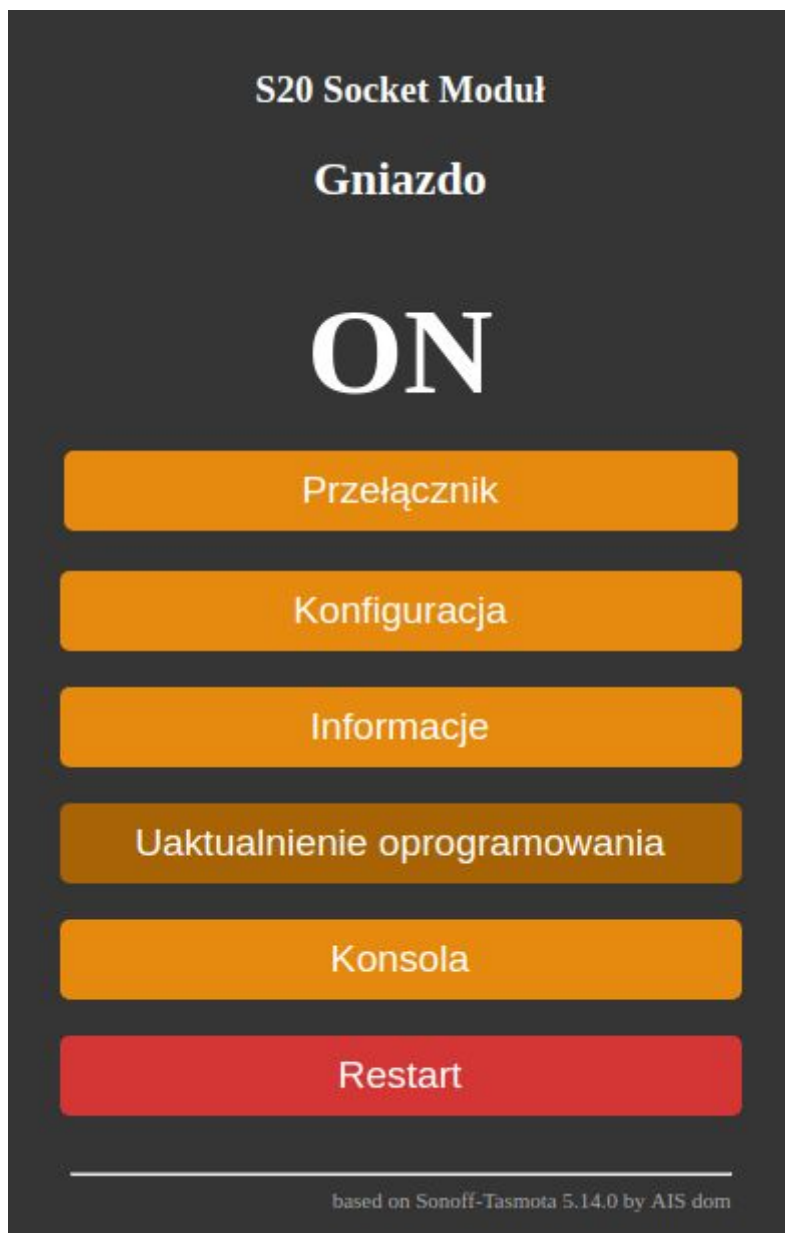 S20 Socket Moduł
Gniazdo
ON
Przełącznik
Konfiguracja
Informacje
Uaktualnienie oprogramowania
Konsola
Restart
based on Sonoff-Tasmota 5.14.0 by AIS dom